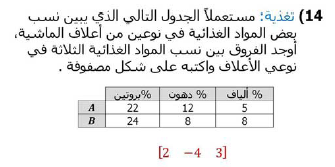 14) تغذية: مستعملاً الجدول التالي الذي يبين نسب
بعض المواد الغذائية في نوعين من أعلاف الماشية،
أوجد الفروق بين نسب المواد الغذائية الثلاثة في
نوعي الأعلاف واكتبه على شكل مصفوفة .
%بروتين %دهون % ألياف
A 22 12 5
B 24 8 8
[2 −4 3]